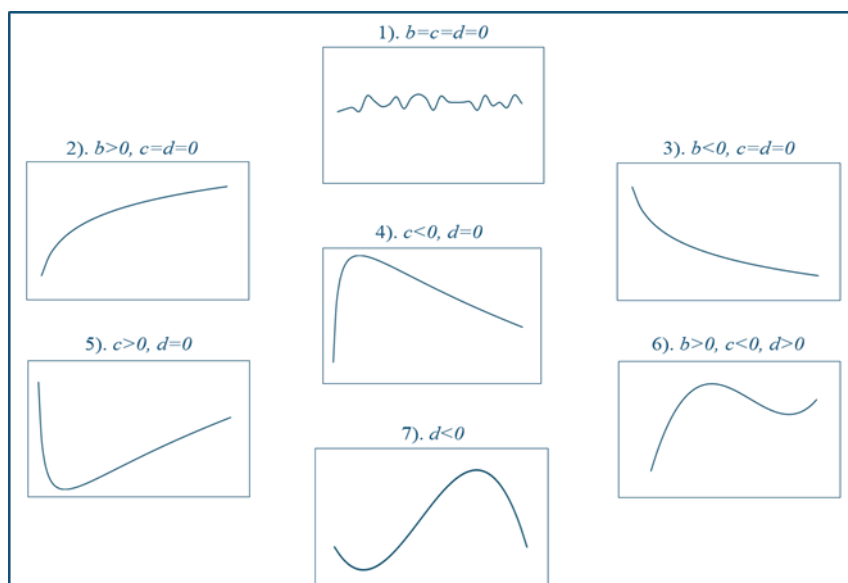 1). b=c=d=0
2). b>0, c=d=0
3). b<0, c=d=0
4). c<0, d=0
5). c>0, d=0
6). b>0, c<0, d>0
7). d<0